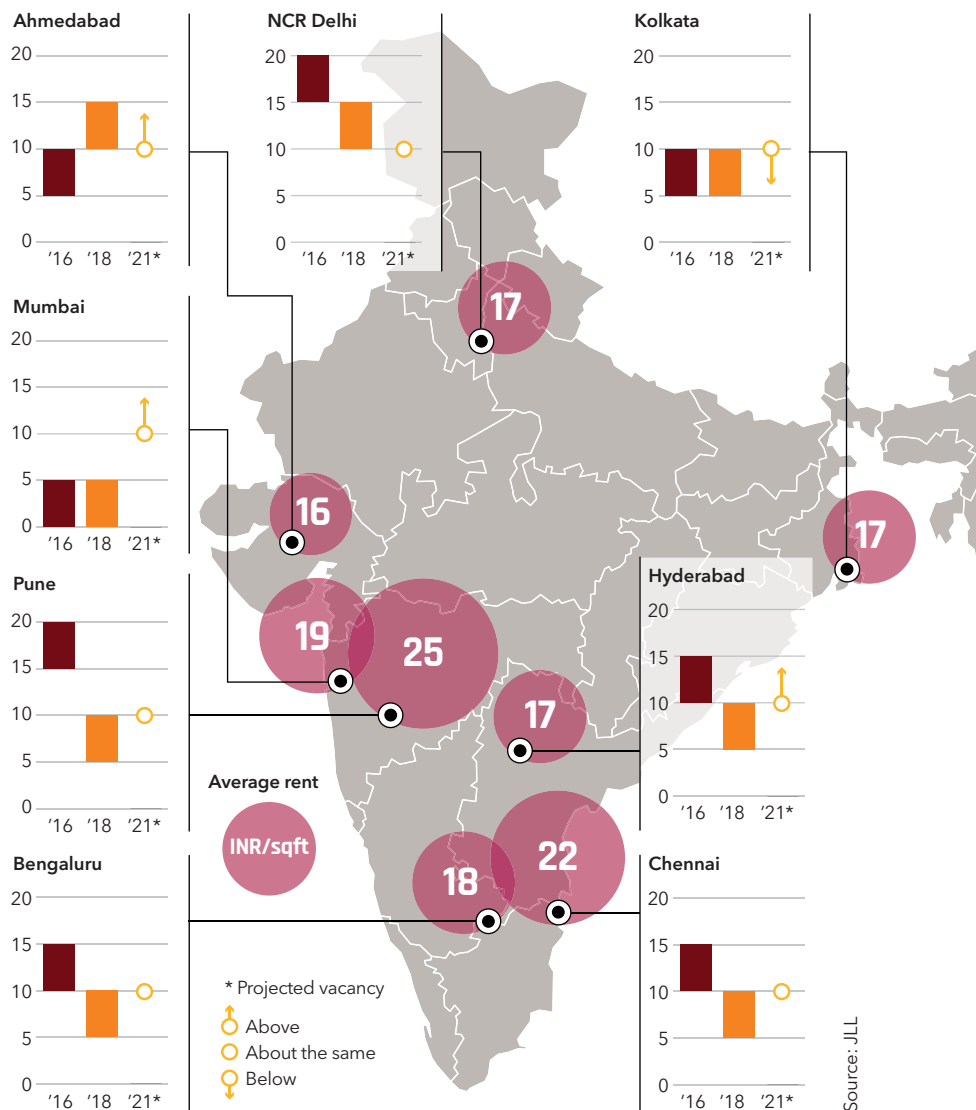 Ahmedabad
20
15
10
5
0
’16 ’18 ’21*
NCR Delhi
20
15
10
5
0
’16 ’18 ’21*
Kolkata
20
15
10
5
0
’16 ’18 ’21*
Mumbai
20
15
10
5
0
’16 ’18 ’21*
Pune
20
15
10
5
0
’16 ’18 ’21*
Hyderabad
20
15
10
5
0
’16 ’18 ’21*
Bengaluru
20
15
10
5
0
’16 ’18 ’21*
Chennai
20
15
10
5
0
’16 ’18 ’21*
17
16
17
19
25
17
18
22
Average rent
INR/sqft
* Projected vacancy
Above
About the same
Below
Source: JLL